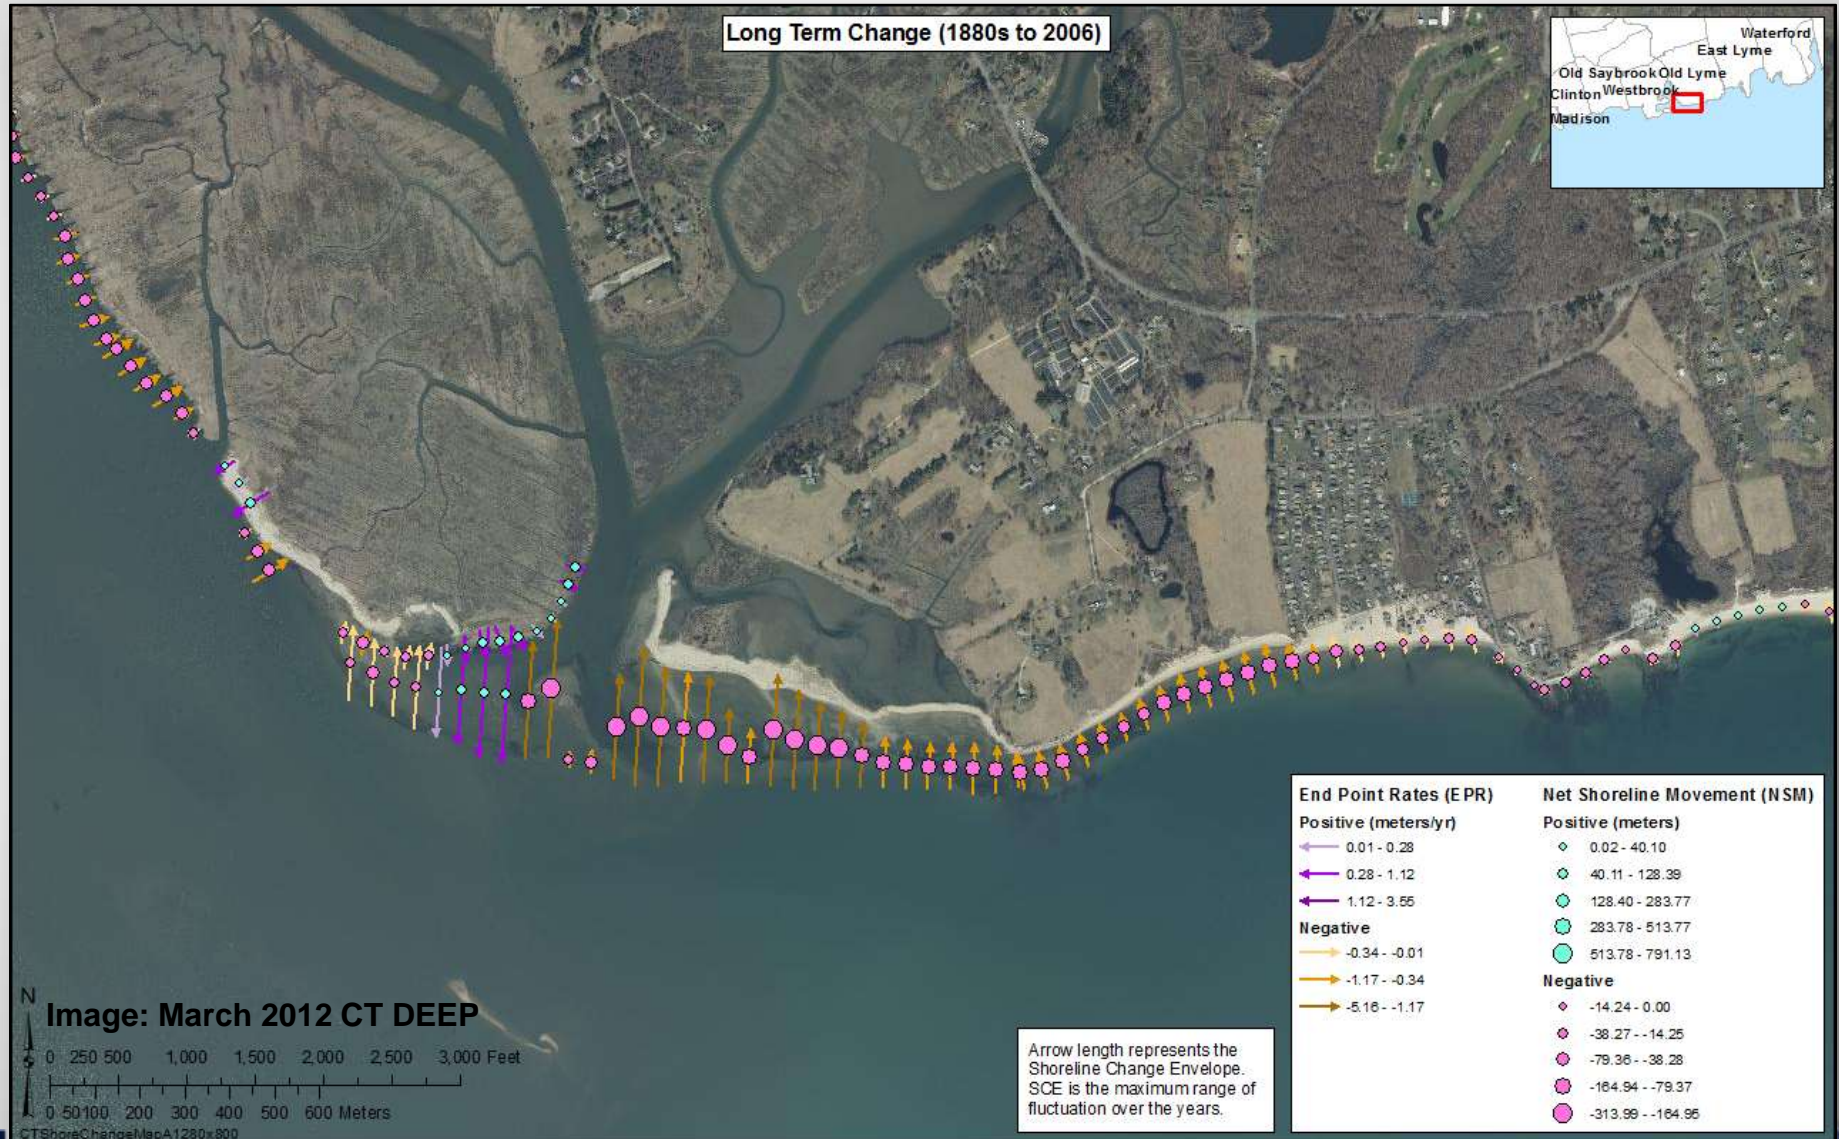 Long Term Change (1880s to 2006)
Waterford
East Lyme
Old Saybrook Old Lyme
Clinton Westbrook
Madison
N
Image: March 2012 CT DEEP
0 250 500 1,000 1,500 2,000 2,500 3,000 Feet
0 50 100 200 300 400 500 600 Meters
CTShoreChangeMapA1280x800
Arrow length represents the
Shoreline Change Envelope.
SCE is the maximum range of
fluctuation over the years.
End Point Rates (EPR)
Positive (meters/yr)
0.01 - 0.28
0.28 - 1.12
1.12 - 3.55
Negative
-0.34 - -0.01
-1.17 - -0.34
-5.16 - -1.17
Net Shoreline Movement (NSM)
Positive (meters)
0.02 - 40.10
40.11 - 128.39
128.40 - 283.77
283.78 - 513.77
513.78 - 791.13
Negative
-14.24 - 0.00
-38.27 - -14.25
-79.36 - -38.28
-164.94 - -79.37
-313.99 - -164.95